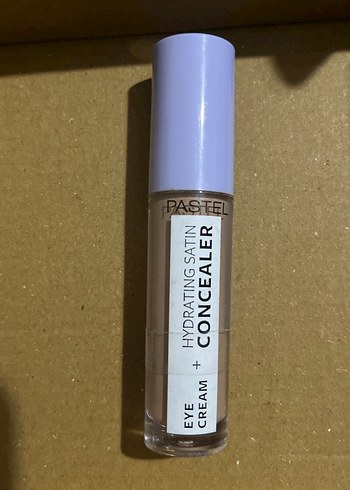 PASTEL
EYE CREAM + HYDRATING SATIN
CONCEALER